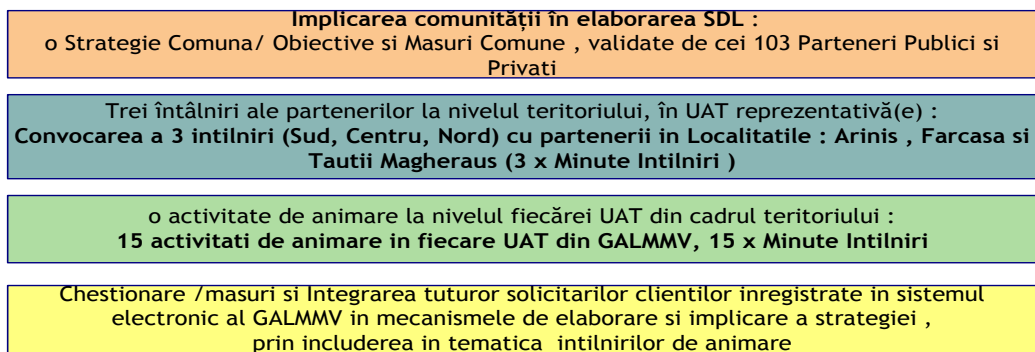 Implicarea comunității în elaborarea SDL :
o Strategie Comuna/ Obiective si Masuri Comune , validate de cei 103 Parteneri Publici si
Privati
Trei întâlniri ale partenerilor la nivelul teritoriului, în UAT reprezentativă(e) :
Convocarea a 3 intilniri (Sud, Centru, Nord) cu partenerii in Localitatile : Arinis , Farcasa si
Tautii Magheraus (3 x Minute Intilniri )
o activitate de animare la nivelul fiecărei UAT din cadrul teritoriului :
15 activitati de animare in fiecare UAT din GALMMV, 15 x Minute Intilniri
Chestionare /masuri si Integrarea tuturor solicitarilor clientilor inregistrate in sistemul
electronic al GALMMV in mecanismele de elaborare si implicare a strategiei ,
prin includerea in tematica  intilnirilor de animare